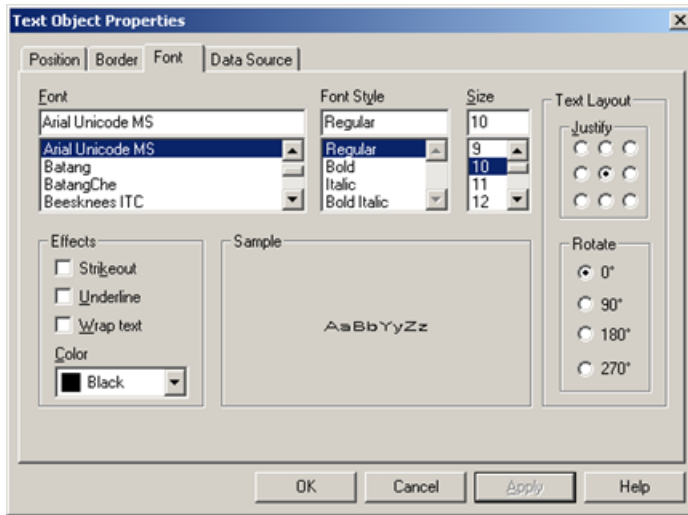 Text Object Properties
Position Border Font Data Source
Font
Arial Unicode MS
Arial Unicode MS
Batang
BatangChe
Beesknees ITC
Font Style
Regular
Regular
Bold
Italic
Bold Italic
Size
10
9
10
11
12
Text Layout
Justify
Effects
Strikeout
Underline
Wrap text
Color
Black
Sample
AaBbYyZz
Rotate
0°
90°
180°
270°
OK Cancel Apply Help